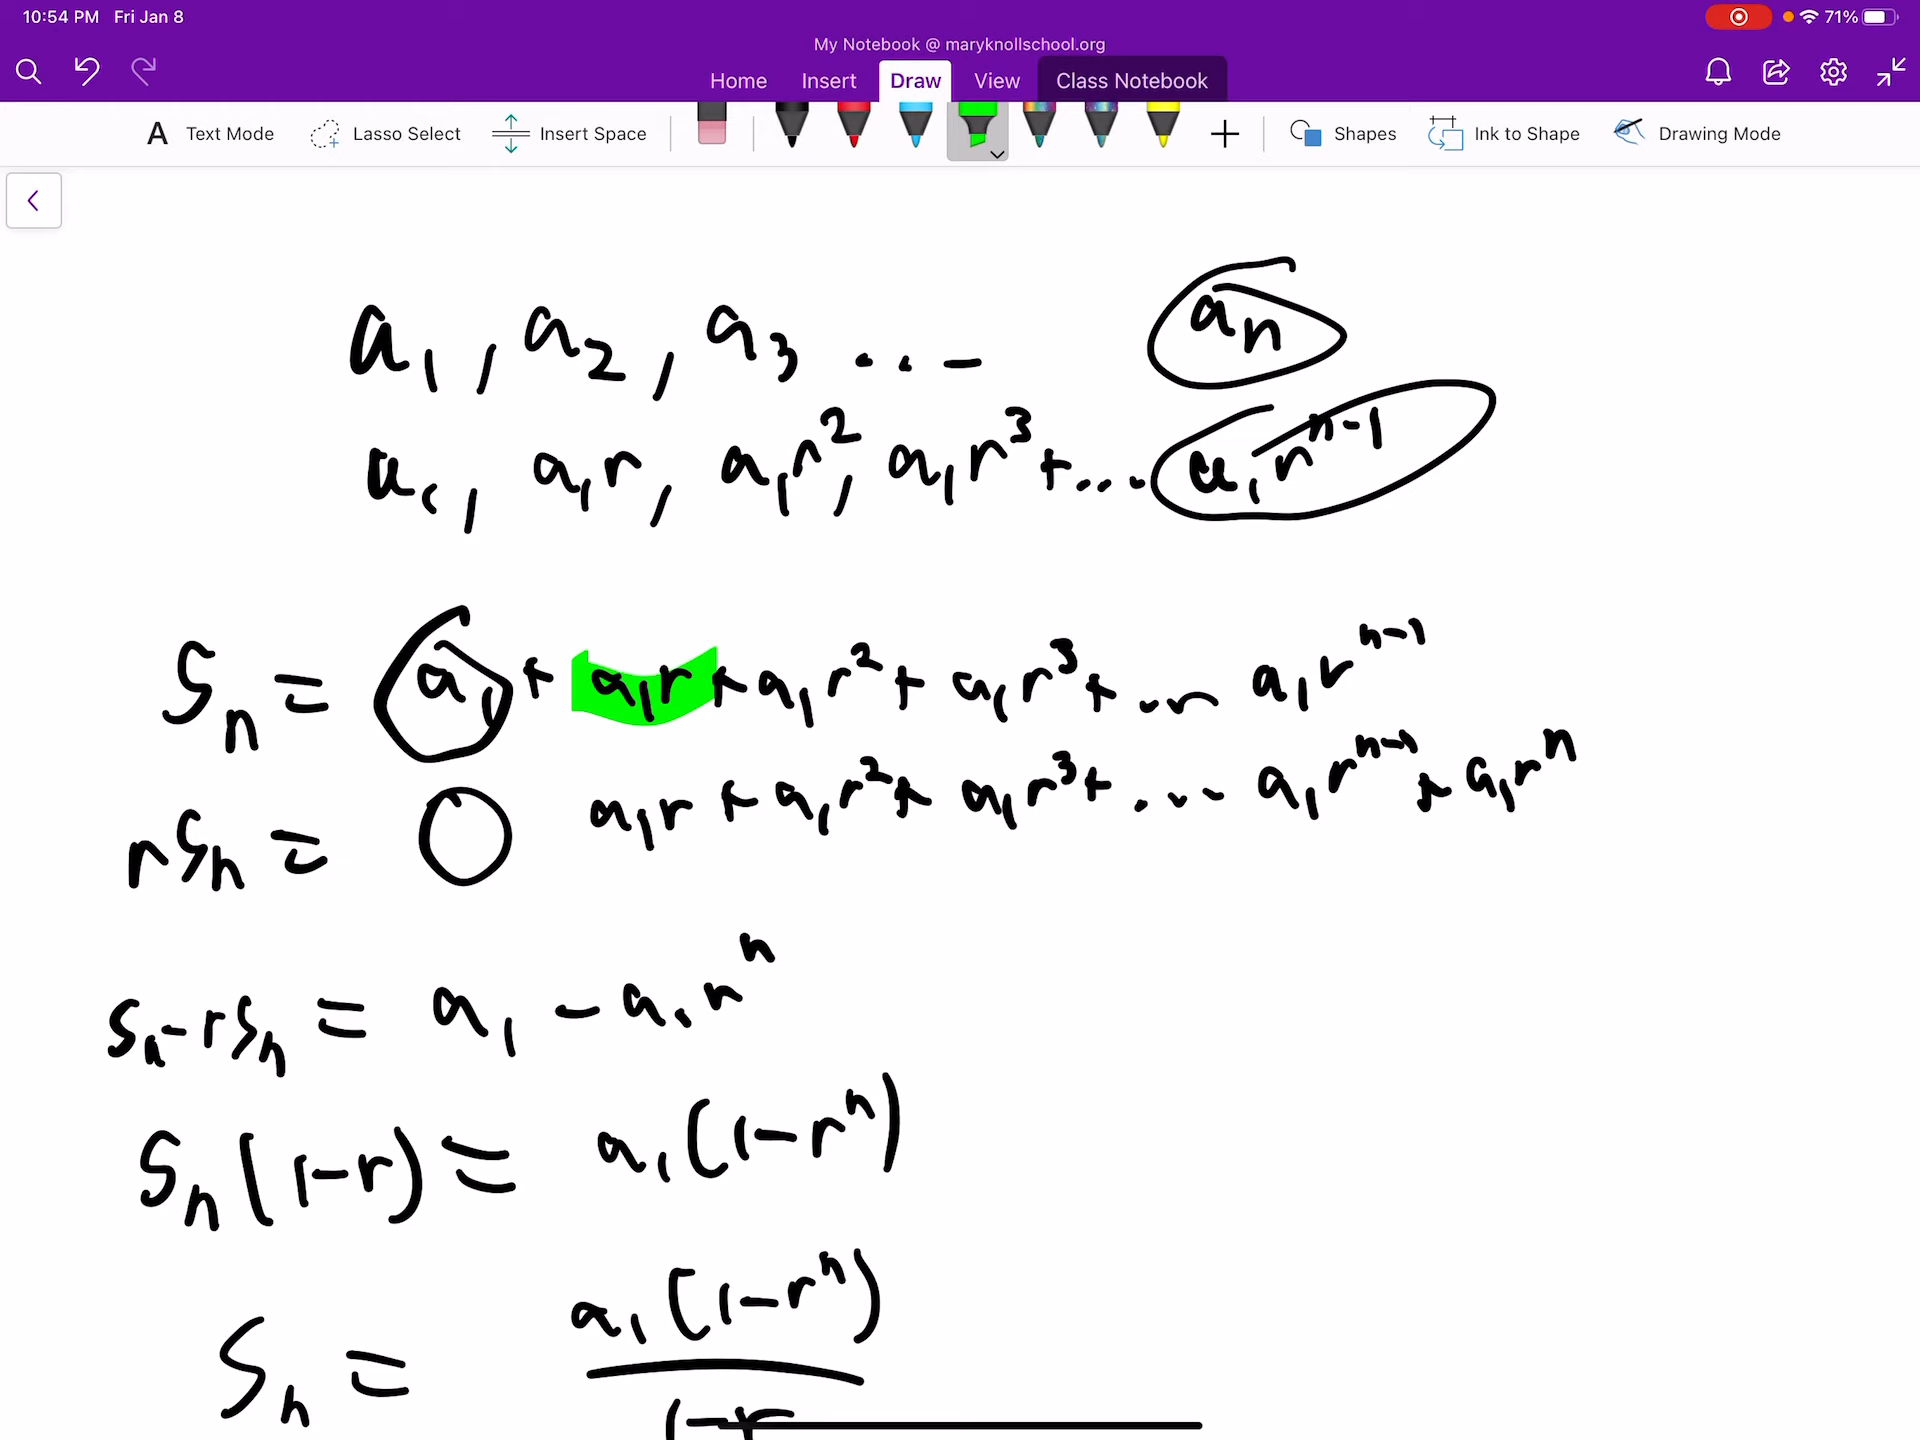 10:54 PM Fri Jan 8 71%
My Notebook @ maryknollschool.org
Home Insert Draw View Class Notebook
A Text Mode Lasso Select Insert Space Shapes Ink to Shape Drawing Mode
a₁, a₂, a₃ ... aₙ
a₁, a₁r, a₁r², a₁r³ + ... a₁rⁿ⁻¹
Sₙ = a₁ + a₁r + a₁r² + a₁r³ + ... a₁rⁿ⁻¹
rSₙ = a₁r + a₁r² + a₁r³ + ... a₁rⁿ⁻¹ + a₁rⁿ
Sₙ - rSₙ = a₁ - a₁rⁿ
Sₙ(1-r) = a₁(1-rⁿ)
Sₙ = a₁(1-rⁿ)
1-r